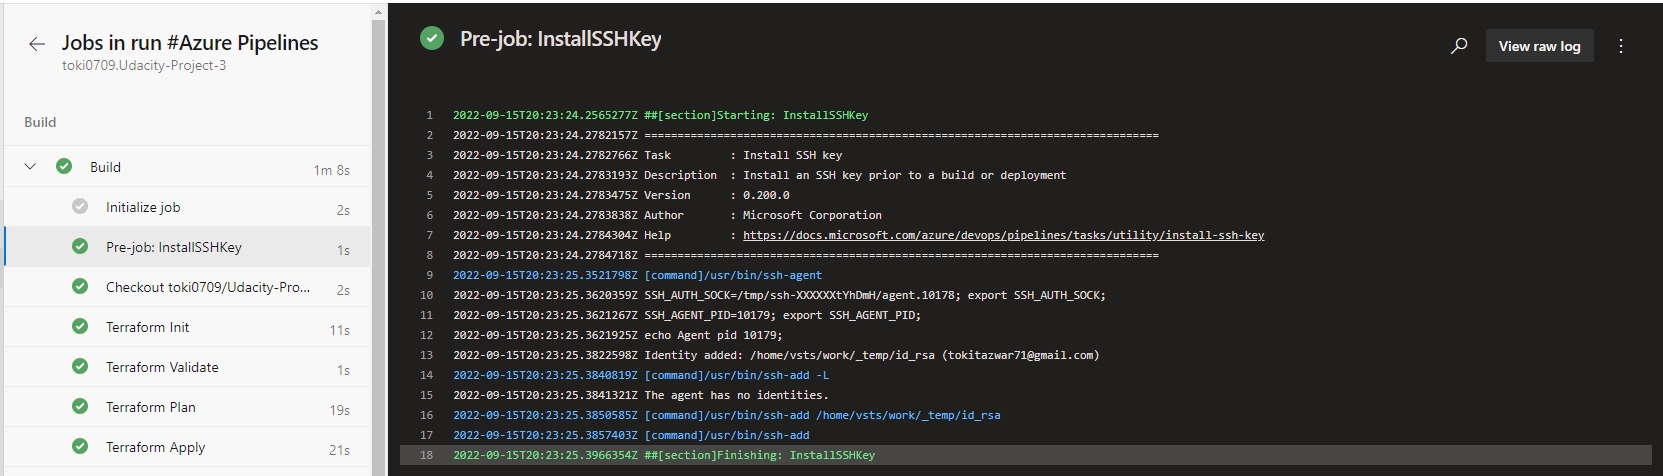 Jobs in run #Azure Pipelines
toki0709.Udacity-Project-3
Build
Build 1m 8s
Initialize job 2s
Pre-job: InstallSSHKey 1s
Checkout toki0709/Udacity-Pro... 2s
Terraform Init 11s
Terraform Validate 1s
Terraform Plan 19s
Terraform Apply 21s
Pre-job: InstallSSHKey
View raw log
1 2022-09-15T20:23:24.2565277Z ##[section]Starting: InstallSSHKey
2 2022-09-15T20:23:24.2782157Z ==============================================================================
3 2022-09-15T20:23:24.2782766Z Task         : Install SSH key
4 2022-09-15T20:23:24.2783193Z Description  : Install an SSH key prior to a build or deployment
5 2022-09-15T20:23:24.2783475Z Version      : 0.200.0
6 2022-09-15T20:23:24.2783838Z Author       : Microsoft Corporation
7 2022-09-15T20:23:24.2784304Z Help         : https://docs.microsoft.com/azure/devops/pipelines/tasks/utility/install-ssh-key
8 2022-09-15T20:23:24.2784718Z ==============================================================================
9 2022-09-15T20:23:25.3521798Z [command]/usr/bin/ssh-agent
10 2022-09-15T20:23:25.3620359Z SSH_AUTH_SOCK=/tmp/ssh-XXXXXXtYhDmH/agent.10178; export SSH_AUTH_SOCK;
11 2022-09-15T20:23:25.3621267Z SSH_AGENT_PID=10179; export SSH_AGENT_PID;
12 2022-09-15T20:23:25.3621925Z echo Agent pid 10179;
13 2022-09-15T20:23:25.3822598Z Identity added: /home/vsts/work/_temp/id_rsa (tokitazwar71@gmail.com)
14 2022-09-15T20:23:25.3840819Z [command]/usr/bin/ssh-add -L
15 2022-09-15T20:23:25.3841321Z The agent has no identities.
16 2022-09-15T20:23:25.3850585Z [command]/usr/bin/ssh-add /home/vsts/work/_temp/id_rsa
17 2022-09-15T20:23:25.3857403Z [command]/usr/bin/ssh-add
18 2022-09-15T20:23:25.3966354Z ##[section]Finishing: InstallSSHKey